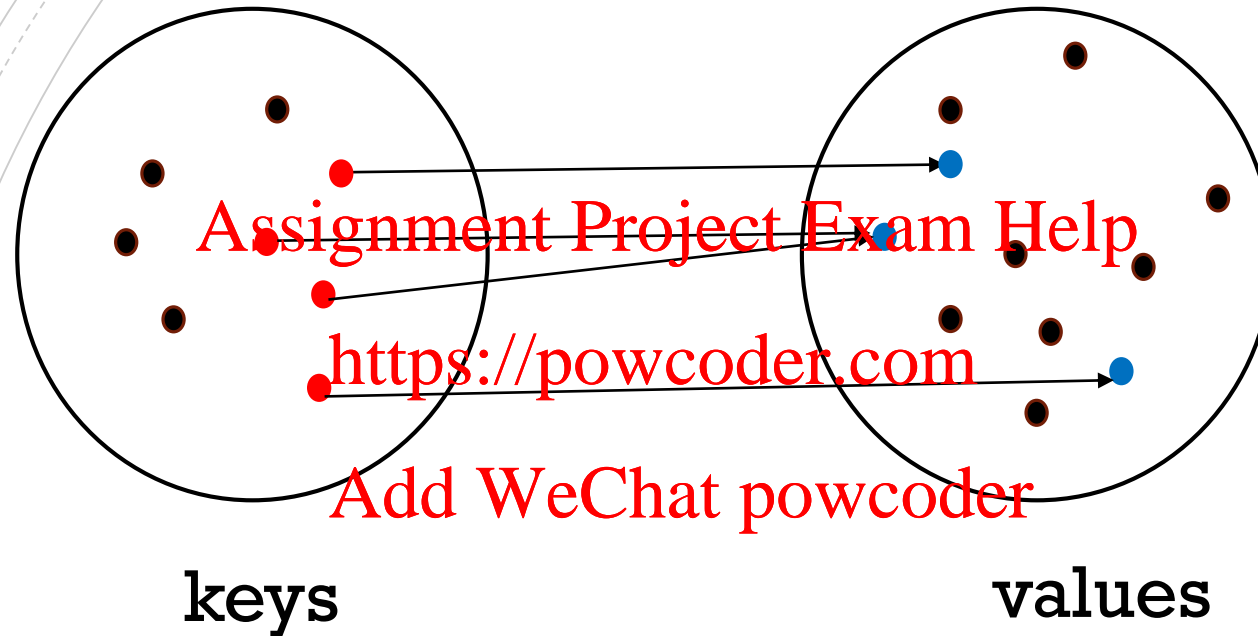 Assignment Project Exam Help
https://powcoder.com
Add WeChat powcoder
keys
values